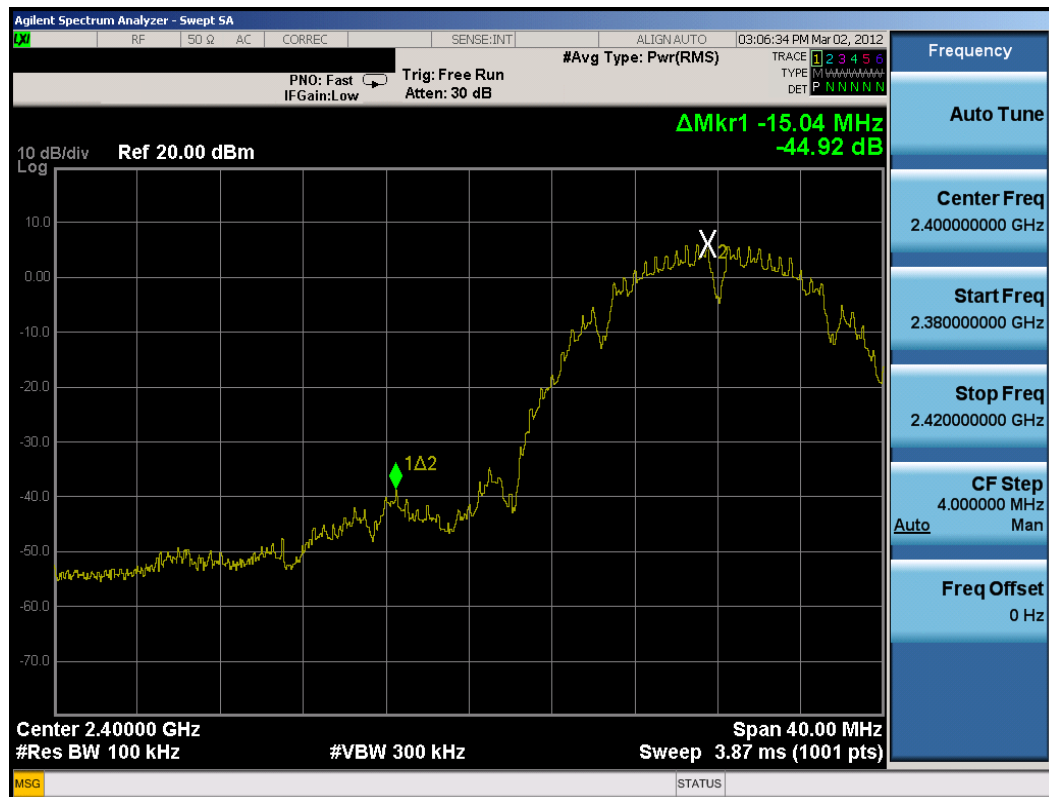 Agilent Spectrum Analyzer - Swept SA
LXI RF 50 Ω AC CORREC SENSE:INT ALIGN AUTO 03:06:34 PM Mar 02, 2012
#Avg Type: Pwr(RMS) TRACE 1 2 3 4 5 6
PNO: Fast Trig: Free Run TYPE M WWWWW
IFGain:Low Atten: 30 dB DET P N N N N N
ΔMkr1 -15.04 MHz
-44.92 dB
10 dB/div Ref 20.00 dBm
Log
10.0
0.00
-10.0
-20.0
-30.0
-40.0
-50.0
-60.0
-70.0
X2
1Δ2
Center 2.40000 GHz Span 40.00 MHz
#Res BW 100 kHz #VBW 300 kHz Sweep 3.87 ms (1001 pts)
MSG STATUS
Frequency
Auto Tune
Center Freq
2.400000000 GHz
Start Freq
2.380000000 GHz
Stop Freq
2.420000000 GHz
CF Step
4.000000 MHz
Auto Man
Freq Offset
0 Hz